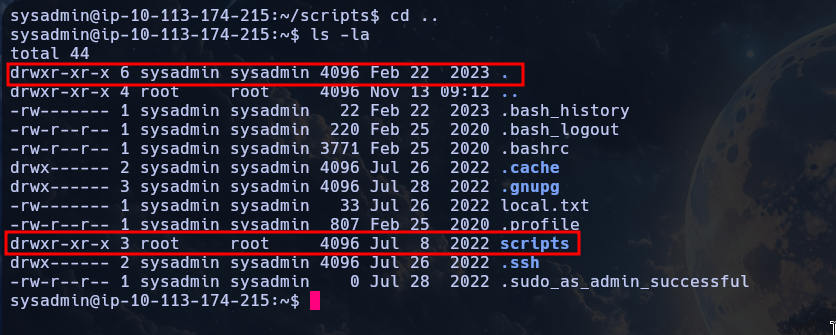 sysadmin@ip-10-113-174-215:~/scripts$ cd ..
sysadmin@ip-10-113-174-215:~$ ls -la
total 44
drwxr-xr-x 6 sysadmin sysadmin 4096 Feb 22  2023 .
drwxr-xr-x 4 root     root     4096 Nov 13 09:12 ..
-rw------- 1 sysadmin sysadmin   22 Feb 22  2023 .bash_history
-rw-r--r-- 1 sysadmin sysadmin  220 Feb 25  2020 .bash_logout
-rw-r--r-- 1 sysadmin sysadmin 3771 Feb 25  2020 .bashrc
drwx------ 2 sysadmin sysadmin 4096 Jul 26  2022 .cache
drwx------ 3 sysadmin sysadmin 4096 Jul 28  2022 .gnupg
-rw------- 1 sysadmin sysadmin   33 Jul 26  2022 local.txt
-rw-r--r-- 1 sysadmin sysadmin  807 Feb 25  2020 .profile
drwxr-xr-x 3 root     root     4096 Jul  8  2022 scripts
drwx------ 2 sysadmin sysadmin 4096 Jul 26  2022 .ssh
-rw-r--r-- 1 sysadmin sysadmin    0 Jul 28  2022 .sudo_as_admin_successful
sysadmin@ip-10-113-174-215:~$